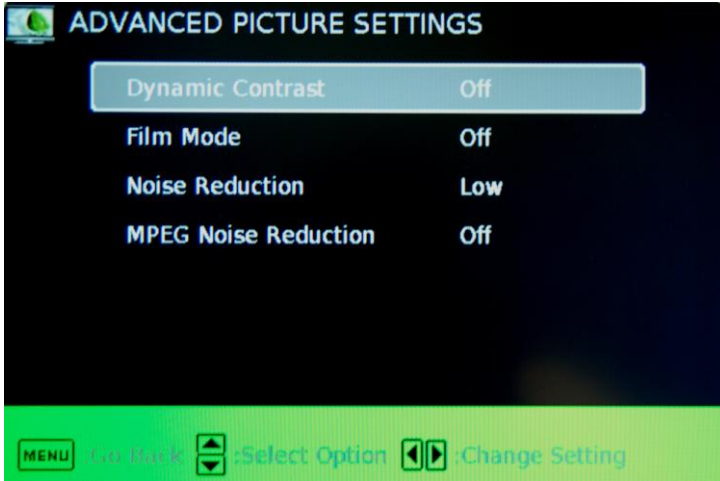 ADVANCED PICTURE SETTINGS
Dynamic Contrast Off
Film Mode Off
Noise Reduction Low
MPEG Noise Reduction Off
MENU :Go Back :Select Option :Change Setting